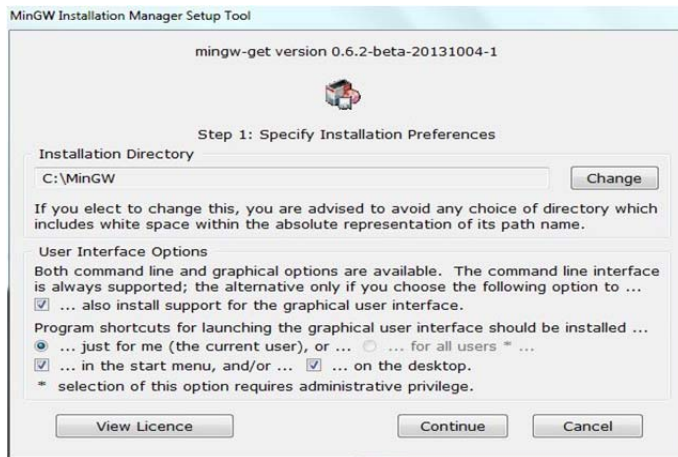 MinGW Installation Manager Setup Tool
mingw-get version 0.6.2-beta-20131004-1
Step 1: Specify Installation Preferences
Installation Directory
C:\MinGW
Change
If you elect to change this, you are advised to avoid any choice of directory which
includes white space within the absolute representation of its path name.
User Interface Options
Both command line and graphical options are available. The command line interface
is always supported; the alternative only if you choose the following option to ...
... also install support for the graphical user interface.
Program shortcuts for launching the graphical user interface should be installed ...
... just for me (the current user), or ... ... for all users * ...
... in the start menu, and/or ... ... on the desktop.
* selection of this option requires administrative privilege.
View Licence Continue Cancel